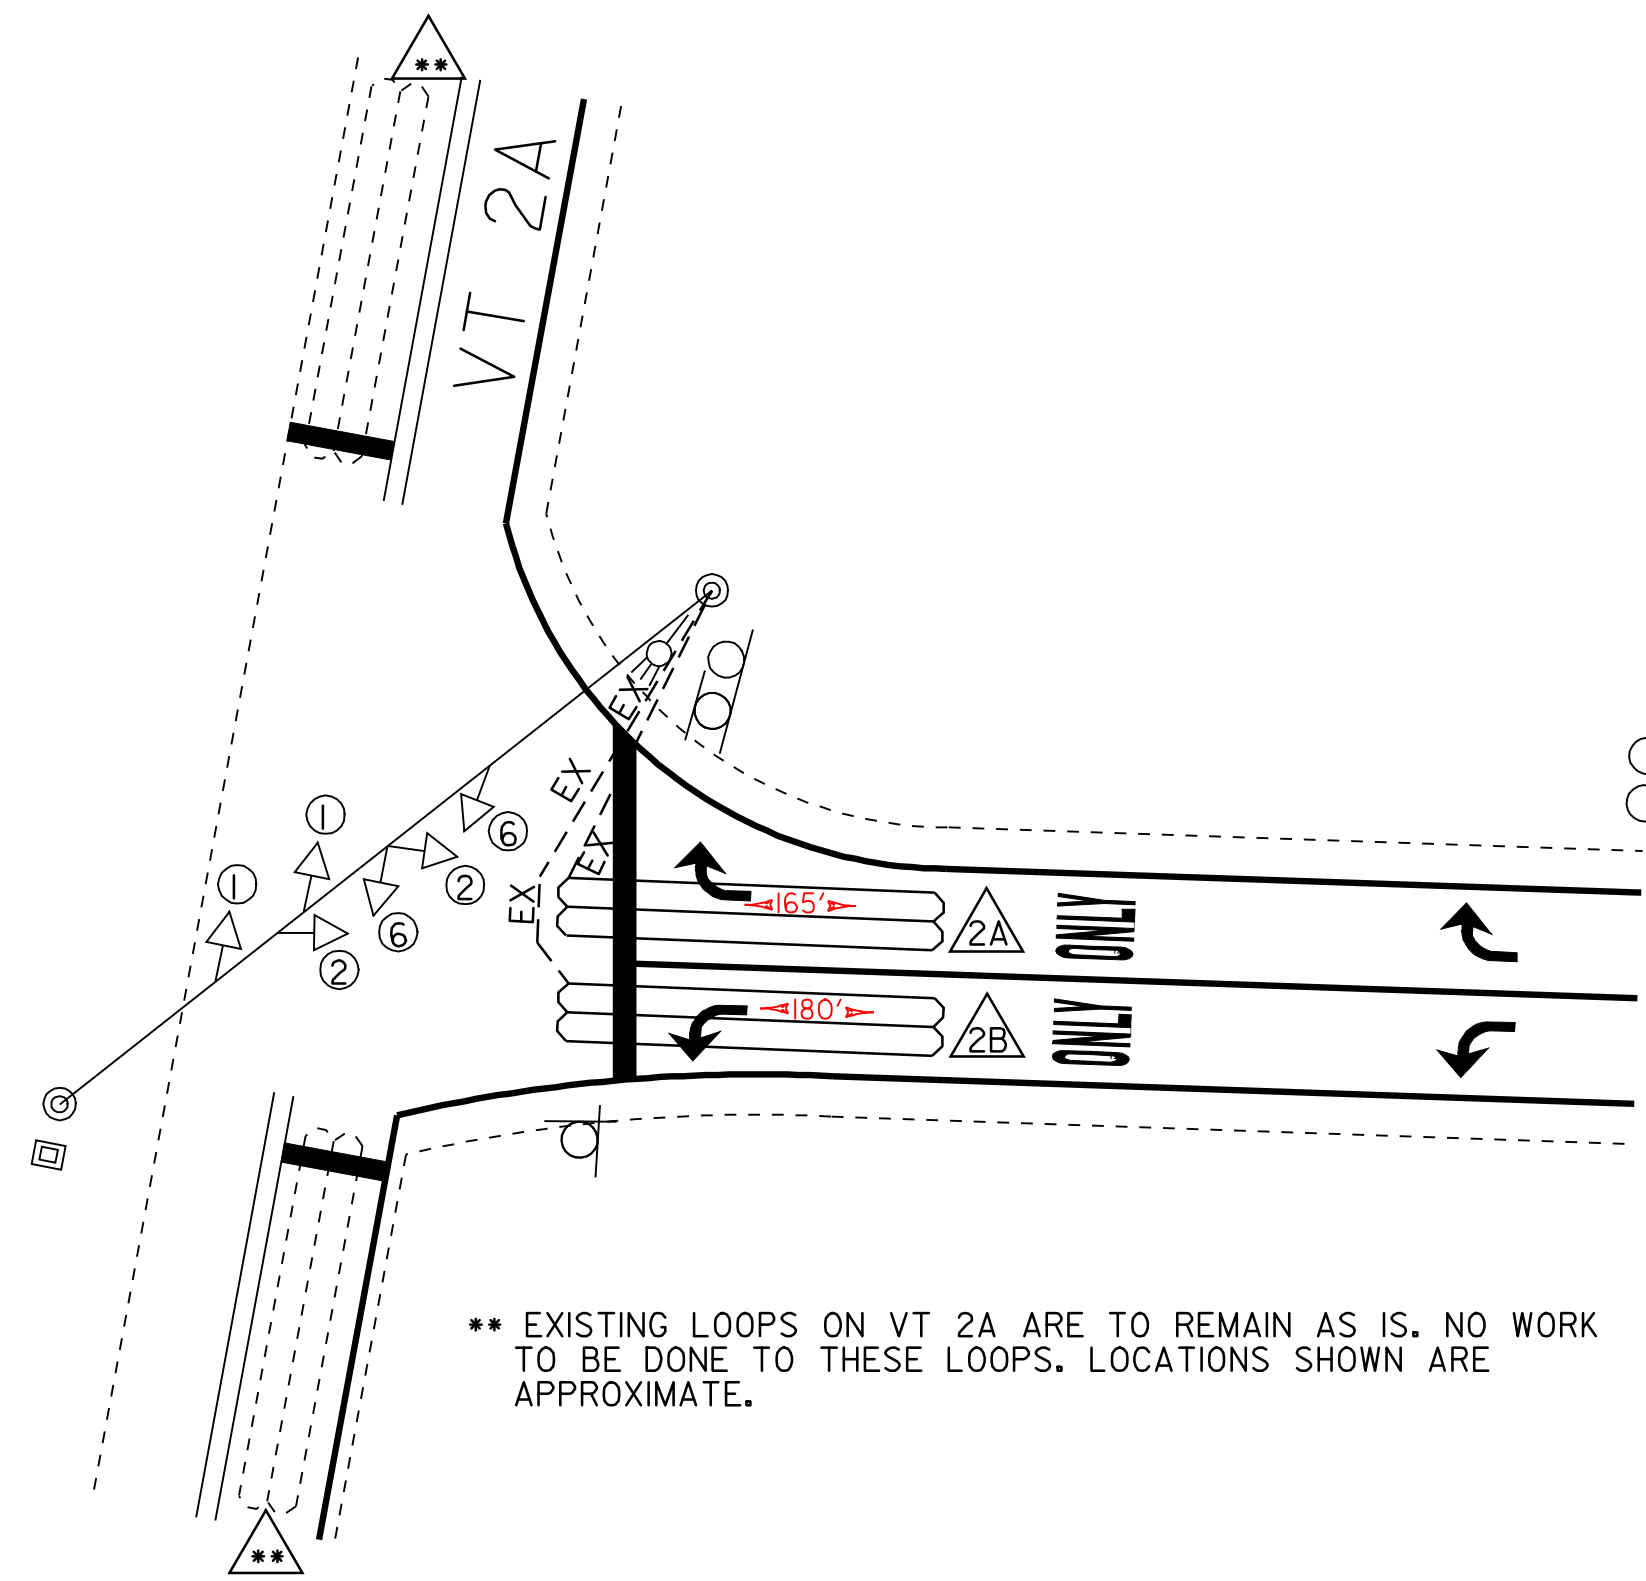 **
VT 2A
EX
EX
EX
EX
1
1
6
2
6
2
165'
2A
ONLY
180'
2B
ONLY
** EXISTING LOOPS ON VT 2A ARE TO REMAIN AS IS. NO WORK
TO BE DONE TO THESE LOOPS. LOCATIONS SHOWN ARE
APPROXIMATE.
**